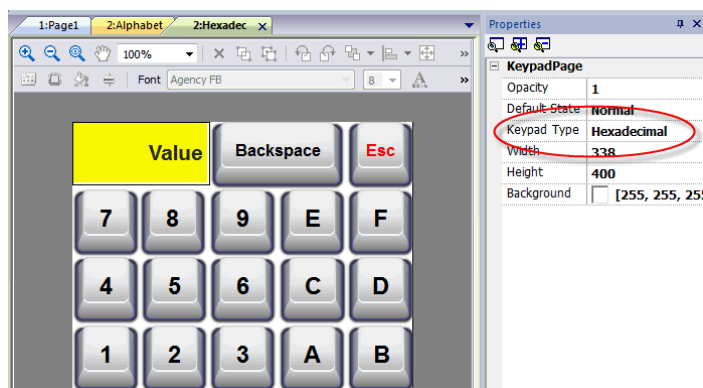 1:Page1 2:Alphabet 2:Hexadec x
100%
Font Agency FB 8 A
Value Backspace Esc
7 8 9 E F
4 5 6 C D
1 2 3 A B
Properties
KeypadPage
Opacity 1
Default State Normal
Keypad Type Hexadecimal
Width 338
Height 400
Background [255, 255, 255